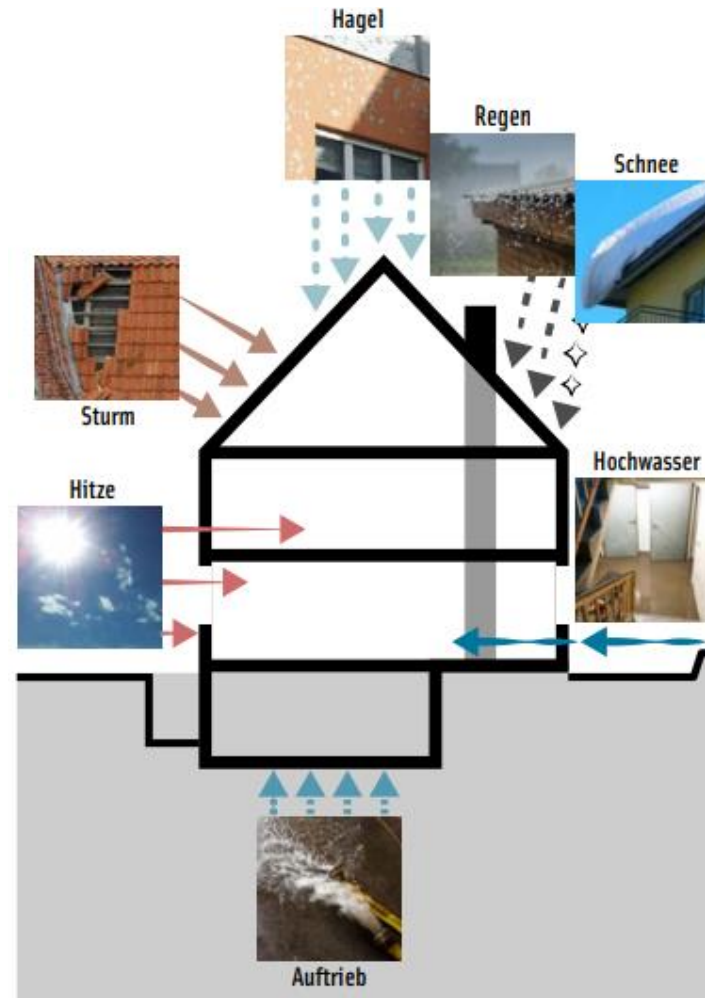 Hagel
Regen
Schnee
Sturm
Hitze
Hochwasser
Auftrieb